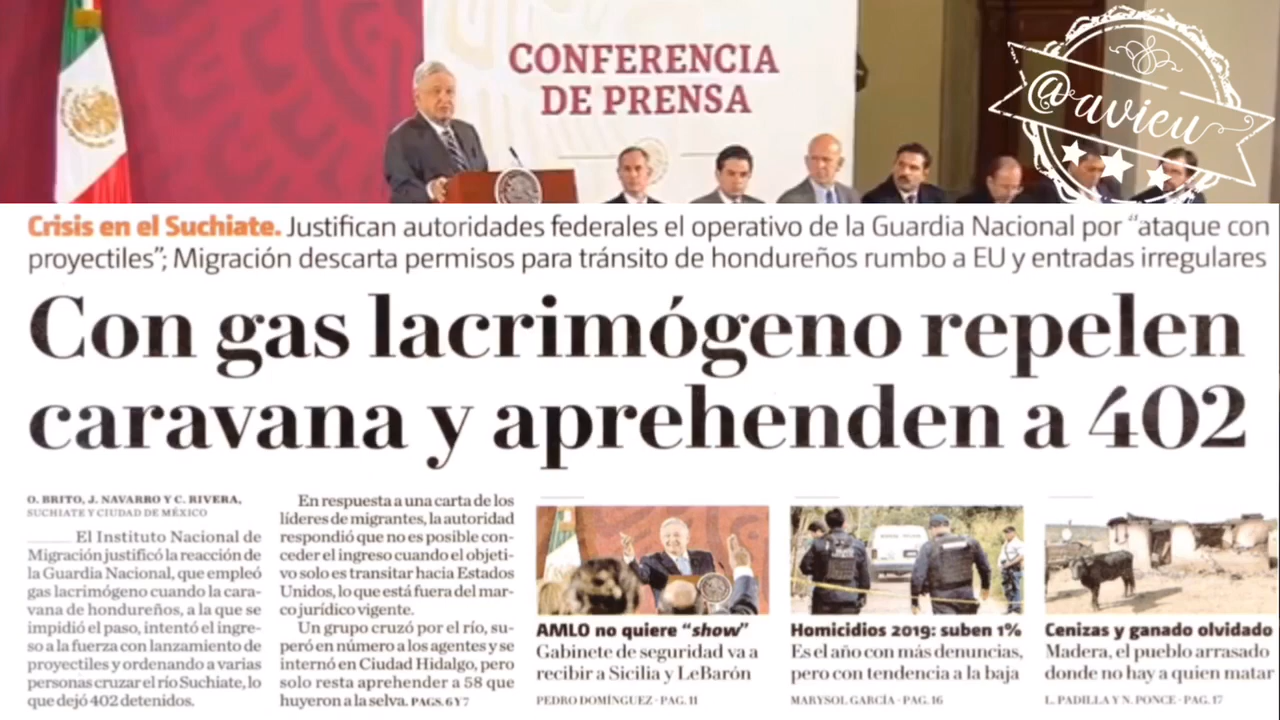 CONFERENCIA
DE PRENSA
@avieu
Crisis en el Suchiate. Justifican autoridades federales el operativo de la Guardia Nacional por “ataque con
proyectiles”; Migración descarta permisos para tránsito de hondureños rumbo a EU y entradas irregulares
Con gas lacrimógeno repelen
caravana y aprehenden a 402
O. BRITO, J. NAVARRO Y C. RIVERA,
SUCHIATE Y CIUDAD DE MÉXICO
El Instituto Nacional de
Migración justificó la reacción de
la Guardia Nacional, que empleó
gas lacrimógeno cuando la cara-
vana de hondureños, a la que se
impidió el paso, intentó el ingre-
so a la fuerza con lanzamiento de
proyectiles y ordenando a varias
personas cruzar el río Suchiate, lo
que dejó 402 detenidos.
En respuesta a una carta de los
líderes de migrantes, la autoridad
respondió que no es posible con-
ceder el ingreso cuando el objeti-
vo solo es transitar hacia Estados
Unidos, lo que está fuera del mar-
co jurídico vigente.
Un grupo cruzó por el río, su-
peró en número a los agentes y se
internó en Ciudad Hidalgo, pero
solo resta aprehender a 58 que
huyeron a la selva. PAGS. 6 Y 7
AMLO no quiere “show”
Gabinete de seguridad va a
recibir a Sicilia y LeBarón
PEDRO DOMÍNGUEZ - PAG. 11
Homicidios 2019: suben 1%
Es el año con más denuncias,
pero con tendencia a la baja
MARYSOL GARCÍA - PAG. 16
Cenizas y ganado olvidado
Madera, el pueblo arrasado
donde no hay a quien matar
L. PADILLA Y N. PONCE - PAG. 17